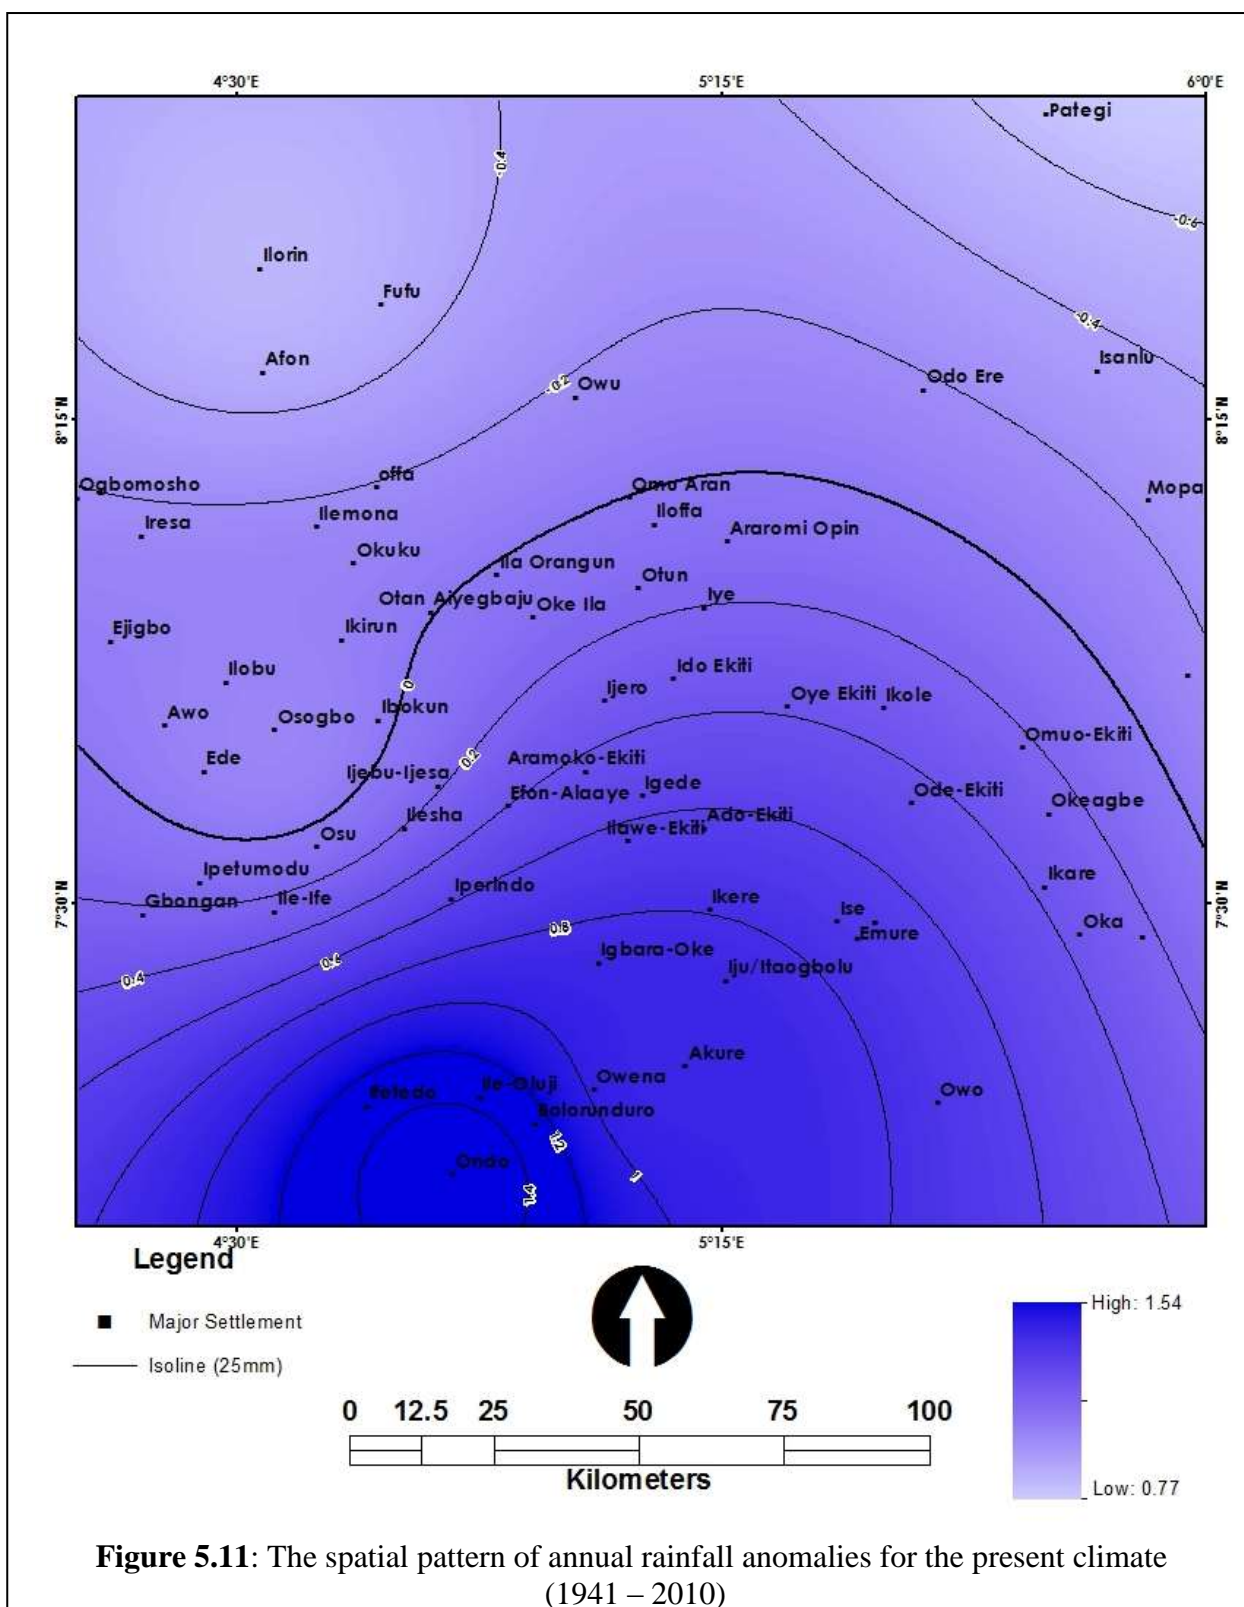 4°30'E 5°15'E 6°0'E
Pategi
-0.4
-0.6
Ilorin
Fufu
-0.4
Afon
Isanlu
-0.2 Owu Odo Ere
8°15'N 8°15'N
offa
Ogbomosho Omu Aran Mopa
Iresa Ilemona Iloffa
Araromi Opin
Okuku Ila Orangun
Otun
Otan Aiyegbaju Oke Ila Iye
Ejigbo Ikirun
Ilobu Ido Ekiti
0 Ijero Oye Ekiti Ikole
Awo Osogbo Ibokun
Omuo-Ekiti
Ede 0.2 Aramoko-Ekiti
Ijebu-Ijesa
Efon-Alaaye Igede Ode-Ekiti
Okeagbe
Ilesha Ilawe-Ekiti Ado-Ekiti
Osu
Ipetumodu Ikare
Gbongan Ile-Ife Iperindo
7°30'N Ikere Ise 7°30'N
0.8 Emure Oka
Igbara-Oke
0.4 Iju/Itaogbolu
Akure
Owena
Ile-Oluji Owo
Bolorunduro
1.2
Ondo 1
1.4
4°30'E 5°15'E
Legend
Major Settlement
Isoline (25mm)
High: 1.54
Low: 0.77
0 12.5 25 50 75 100
Kilometers
Figure 5.11: The spatial pattern of annual rainfall anomalies for the present climate
(1941 – 2010)